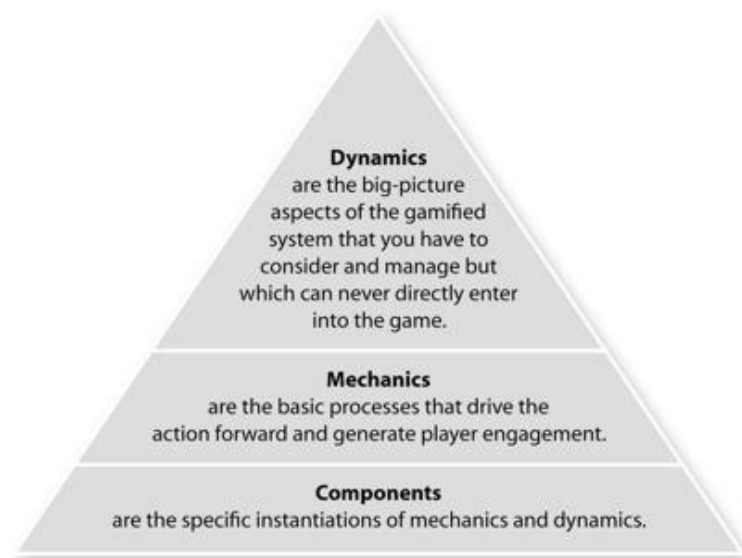 Dynamics
are the big-picture
aspects of the gamified
system that you have to
consider and manage but
which can never directly enter
into the game.
Mechanics
are the basic processes that drive the
action forward and generate player engagement.
Components
are the specific instantiations of mechanics and dynamics.